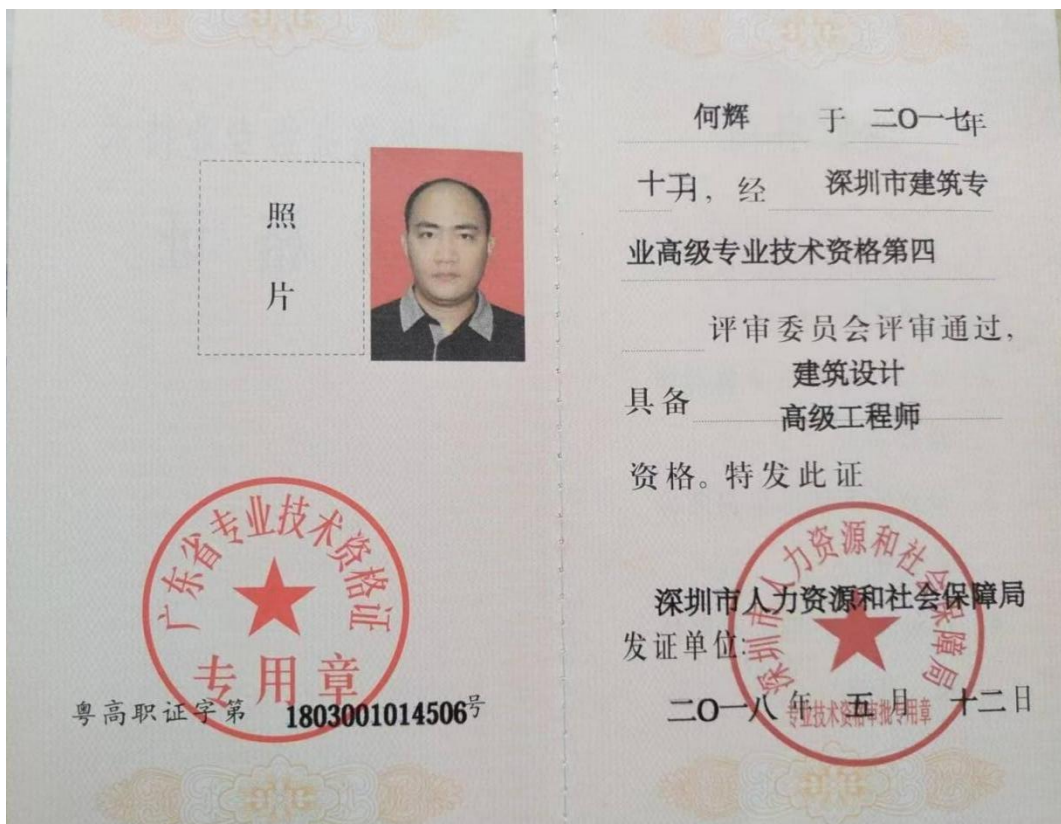 照
片
广东省专业技术资格证
专用章
粤高职证字第 1803001014506号
何辉 于 二〇一七年
十二月，经 深圳市建筑专
业高级专业技术资格第四
评审委员会评审通过，
具备 建筑设计
高级工程师
资格。特发此证
深圳市人力资源和社会保障局
深圳市人力资源和社会保障局
发证单位：
专业技术资格审批专用章
二〇一八年 五月 十二日